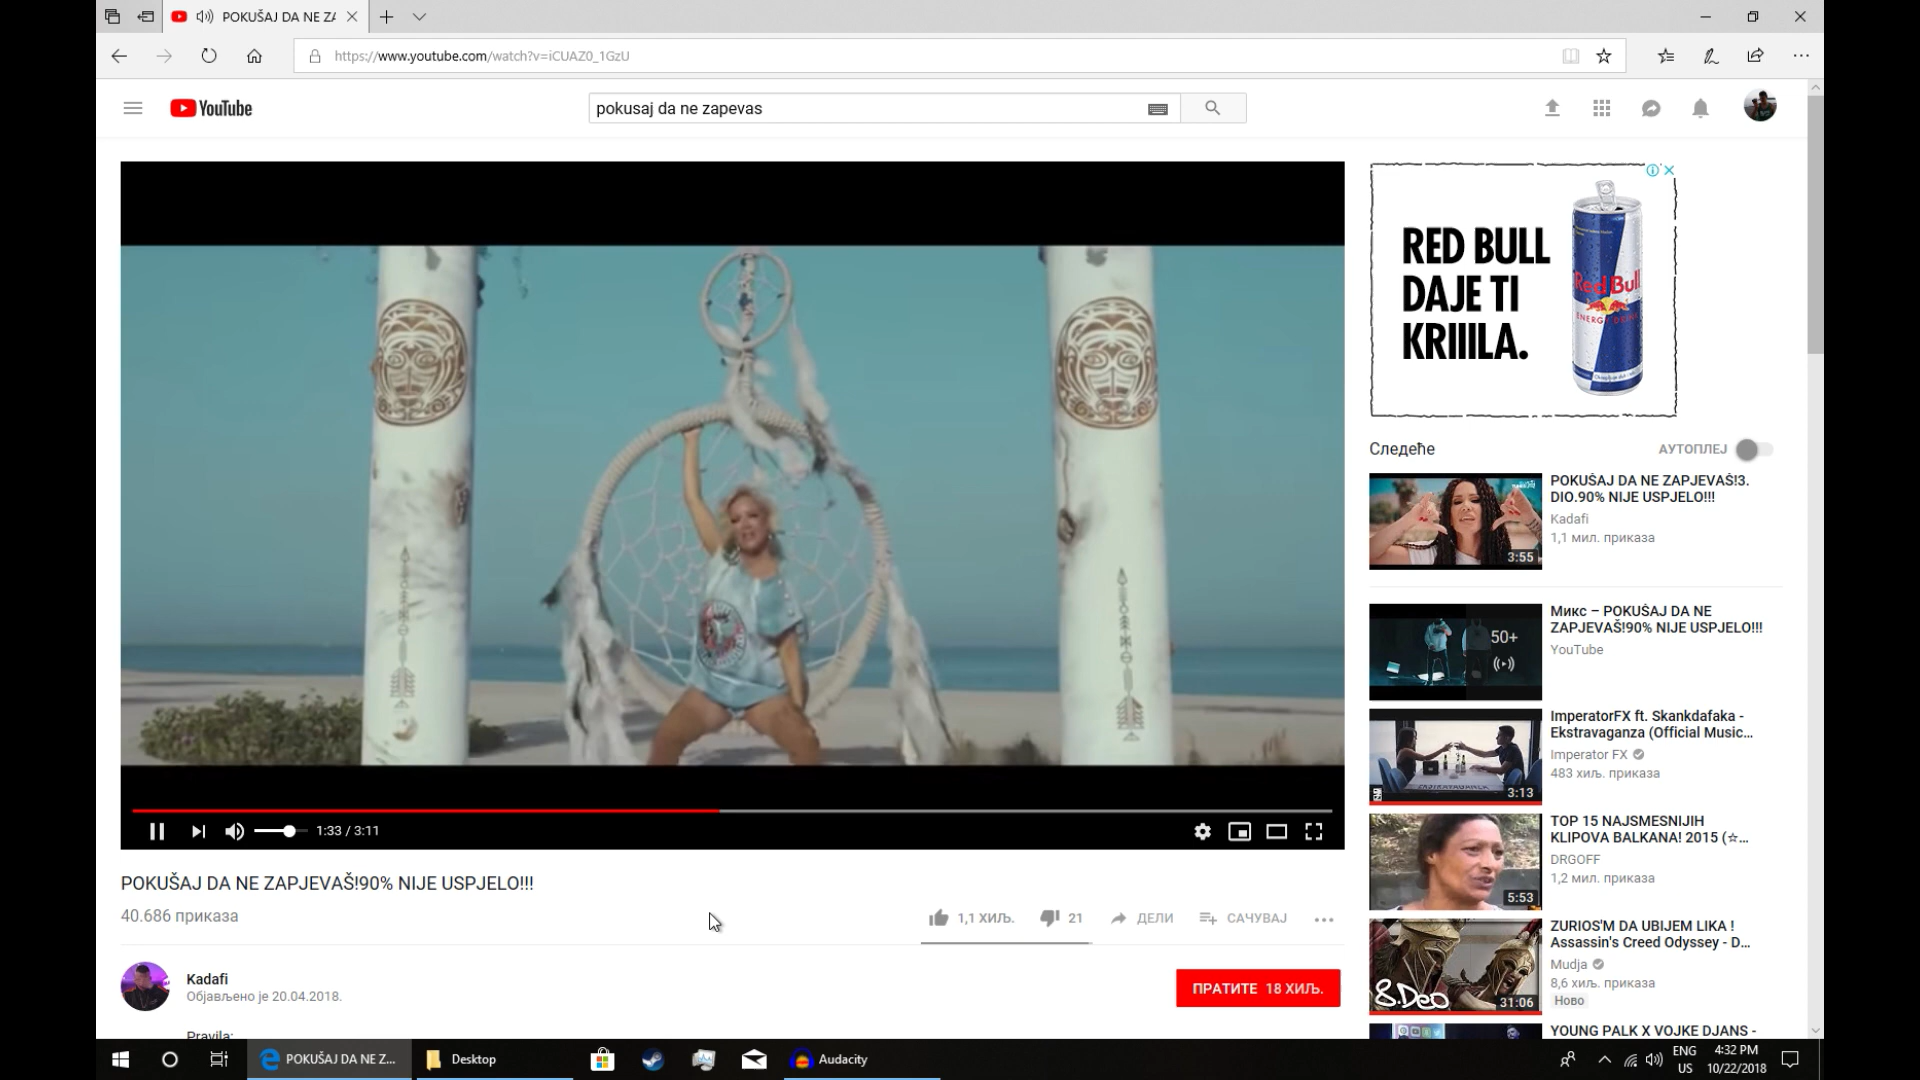 POKUŠAJ DA NE ZA
https://www.youtube.com/watch?v=iCUAZ0_1GzU
YouTube
pokusaj da ne zapevas
RED BULL
DAJE TI
KRIIILA.
Red Bull
ENERGY DRINK
Следеће
АУТОПЛЕЈ
POKUŠAJ DA NE ZAPJEVAŠ!3.
DIO.90% NIJE USPJELO!!!
Kadafi
1,1 мил. приказа
3:55
Микс – POKUŠAJ DA NE
ZAPJEVAŠ!90% NIJE USPJELO!!!
YouTube
50+
ImperatorFX ft. Skankdafaka -
Ekstravaganza (Official Music...
Imperator FX
483 хиљ. приказа
EKSTRAVAGANZA
3:13
TOP 15 NAJSMESNIJIH
KLIPOVA BALKANA! 2015 (☆...
DRGOFF
1,2 мил. приказа
5:53
ZURIOS'M DA UBIJEM LIKA !
Assassin's Creed Odyssey - D...
Mudja
8,6 хиљ. приказа
Ново
8.Deo
31:06
YOUNG PALK X VOJKE DJANS -
1:33 / 3:11
POKUŠAJ DA NE ZAPJEVAŠ!90% NIJE USPJELO!!!
40.686 приказа
1,1 ХИЉ.
21
ДЕЛИ
САЧУВАЈ
Kadafi
Објављено је 20.04.2018.
ПРАТИТЕ 18 ХИЉ.
Pravila:
POKUŠAJ DA NE Z...
Desktop
Audacity
ENG
US
4:32 PM
10/22/2018